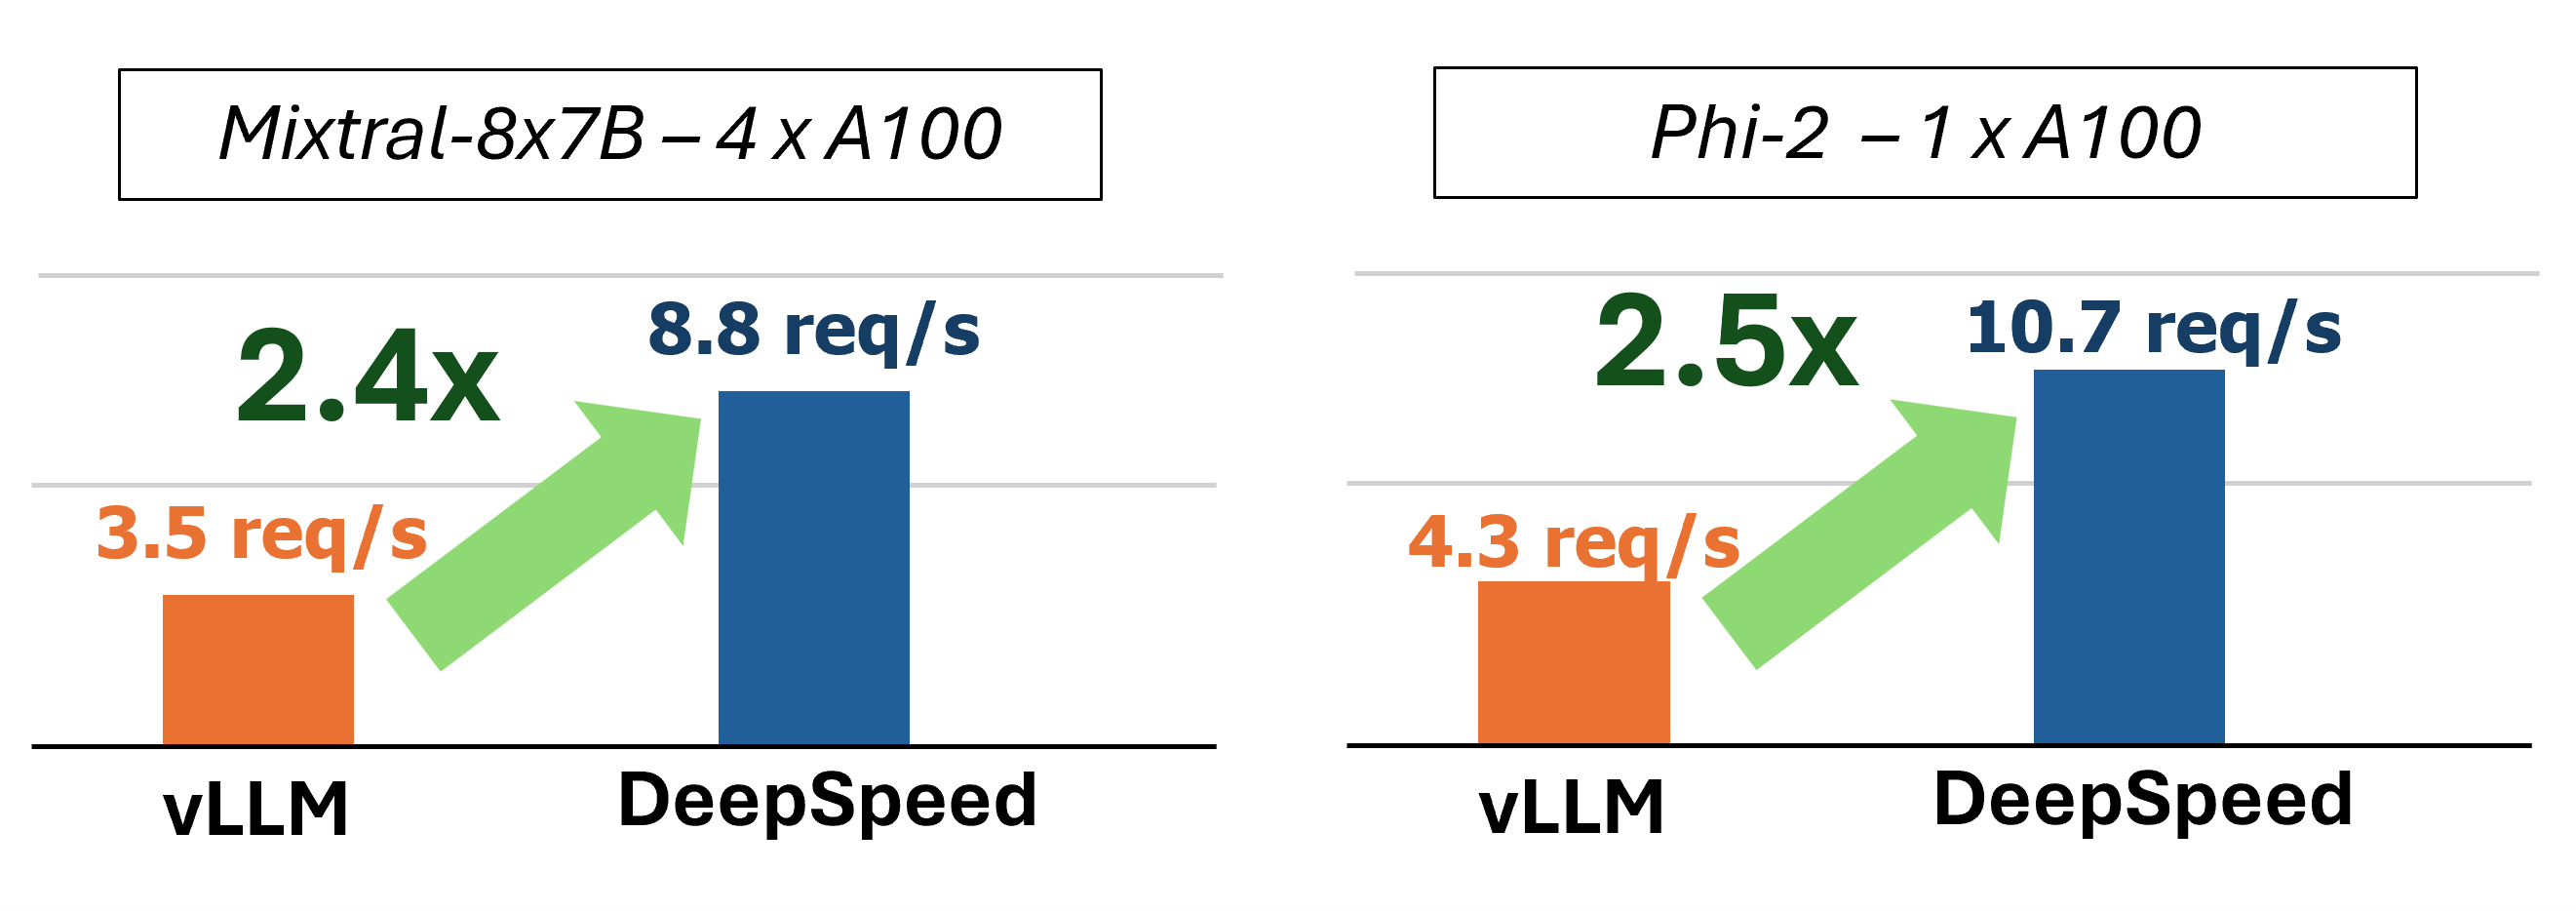 Mixtral-8x7B – 4 x A100
2.4x
8.8 req/s
3.5 req/s
vLLM
DeepSpeed
Phi-2 – 1 x A100
2.5x
10.7 req/s
4.3 req/s
vLLM
DeepSpeed